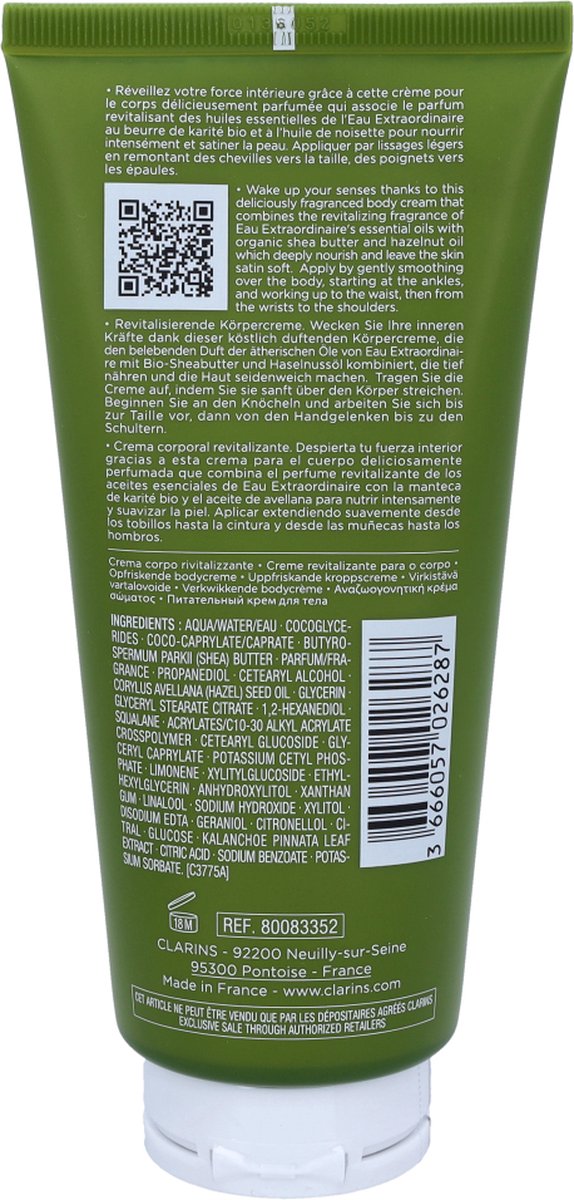 0136052
• Réveillez votre force intérieure grâce à cette crème pour
le corps délicieusement parfumée qui associe le parfum
revitalisant des huiles essentielles de l'Eau Extraordinaire
au beurre de karité bio et à l'huile de noisette pour nourrir
intensément et satiner la peau. Appliquer par lissages légers
en remontant des chevilles vers la taille, des poignets vers
les épaules.
• Wake up your senses thanks to this
deliciously fragranced body cream that
combines the revitalizing fragrance of
Eau Extraordinaire's essential oils with
organic shea butter and hazelnut oil
which deeply nourish and leave the skin
satin soft. Apply by gently smoothing
over the body, starting at the ankles,
and working up to the waist, then from
the wrists to the shoulders.
• Revitalisierende Körpercreme. Wecken Sie Ihre inneren
Kräfte dank dieser köstlich duftenden Körpercreme, die
den belebenden Duft der ätherischen Öle von Eau Extraordinai-
re mit Bio-Sheabutter und Haselnussöl kombiniert, die tief
nähren und die Haut seidenweich machen. Tragen Sie die
Creme auf, indem Sie sie sanft über den Körper streichen.
Beginnen Sie an den Knöcheln und arbeiten Sie sich bis
zur Taille vor, dann von den Handgelenken bis zu den
Schultern.
• Crema corporal revitalizante. Despierta tu fuerza interior
gracias a esta crema para el cuerpo deliciosamente
perfumada que combina el perfume revitalizante de los
aceites esenciales de Eau Extraordinaire con la manteca
de karité bio y el aceite de avellana para nutrir intensamente
y suavizar la piel. Aplicar extendiendo suavemente desde
los tobillos hasta la cintura y desde las muñecas hasta los
hombros.
Crema corpo rivitalizzante • Creme revitalizante para o corpo •
Opfriskende bodycreme • Uppfriskande kroppscreme • Virkistävä
vartalovoide • Verkwikkende bodycrème • Αναζωογονητική κρέμα
σώματος • Питательный крем для тела
INGREDIENTS : AQUA/WATER/EAU · COCOGLYCE-
RIDES · COCO-CAPRYLATE/CAPRATE · BUTYRO-
SPERMUM PARKII (SHEA) BUTTER · PARFUM/FRA-
GRANCE · PROPANEDIOL · CETEARYL ALCOHOL ·
CORYLUS AVELLANA (HAZEL) SEED OIL · GLYCERIN ·
GLYCERYL STEARATE CITRATE · 1,2-HEXANEDIOL ·
SQUALANE · ACRYLATES/C10-30 ALKYL ACRYLATE
CROSSPOLYMER · CETEARYL GLUCOSIDE · GLY-
CERYL CAPRYLATE · POTASSIUM CETYL PHOS-
PHATE · LIMONENE · XYLITYLGLUCOSIDE · ETHYL-
HEXYLGLYCERIN · ANHYDROXYLITOL · XANTHAN
GUM · LINALOOL · SODIUM HYDROXIDE · XYLITOL ·
DISODIUM EDTA · GERANIOL · CITRONELLOL · CI-
TRAL · GLUCOSE · KALANCHOE PINNATA LEAF
EXTRACT · CITRIC ACID · SODIUM BENZOATE · POTAS-
SIUM SORBATE. [C3775A]
3 666057 026287
18 M
REF. 80083352
CLARINS - 92200 Neuilly-sur-Seine
95300 Pontoise - France
Made in France - www.clarins.com
CET ARTICLE NE PEUT ÊTRE VENDU QUE PAR LES DÉPOSITAIRES AGRÉÉS CLARINS
EXCLUSIVE SALE THROUGH AUTHORIZED RETAILERS